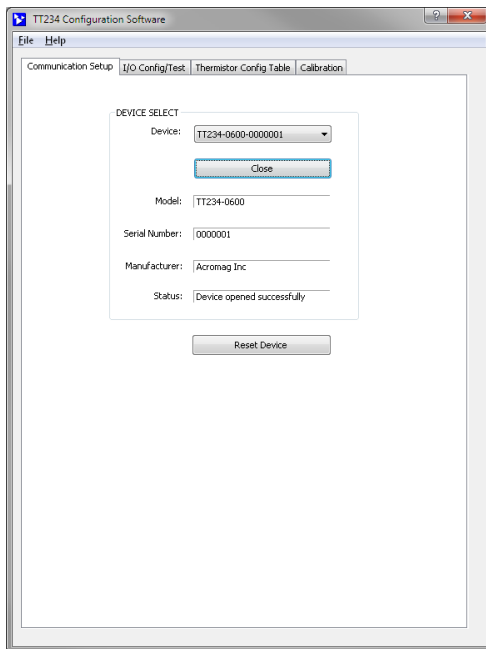 TT234 Configuration Software
File Help
Communication Setup I/O Config/Test Thermistor Config Table Calibration
DEVICE SELECT
Device: TT234-0600-0000001
Close
Model: TT234-0600
Serial Number: 0000001
Manufacturer: Acromag Inc
Status: Device opened successfully
Reset Device